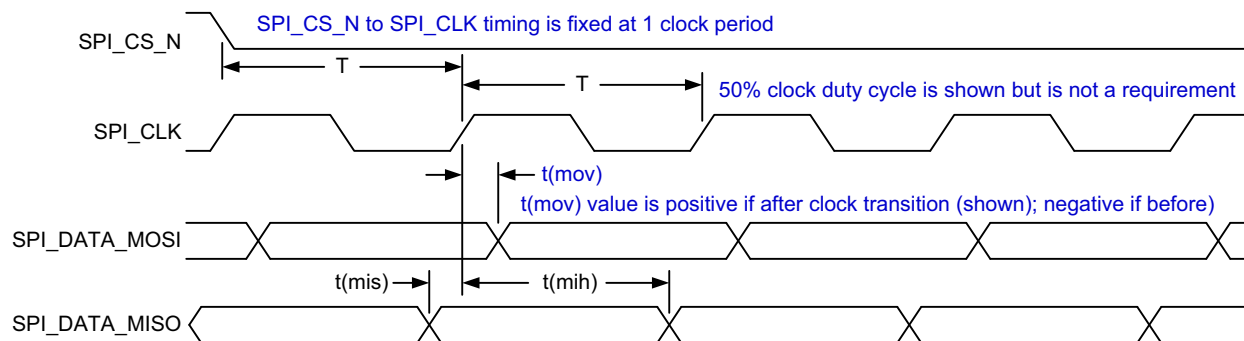 SPI_CS_N to SPI_CLK timing is fixed at 1 clock period
SPI_CS_N
T
T
50% clock duty cycle is shown but is not a requirement
SPI_CLK
t(mov)
t(mov) value is positive if after clock transition (shown); negative if before)
SPI_DATA_MOSI
t(mis)
t(mih)
SPI_DATA_MISO